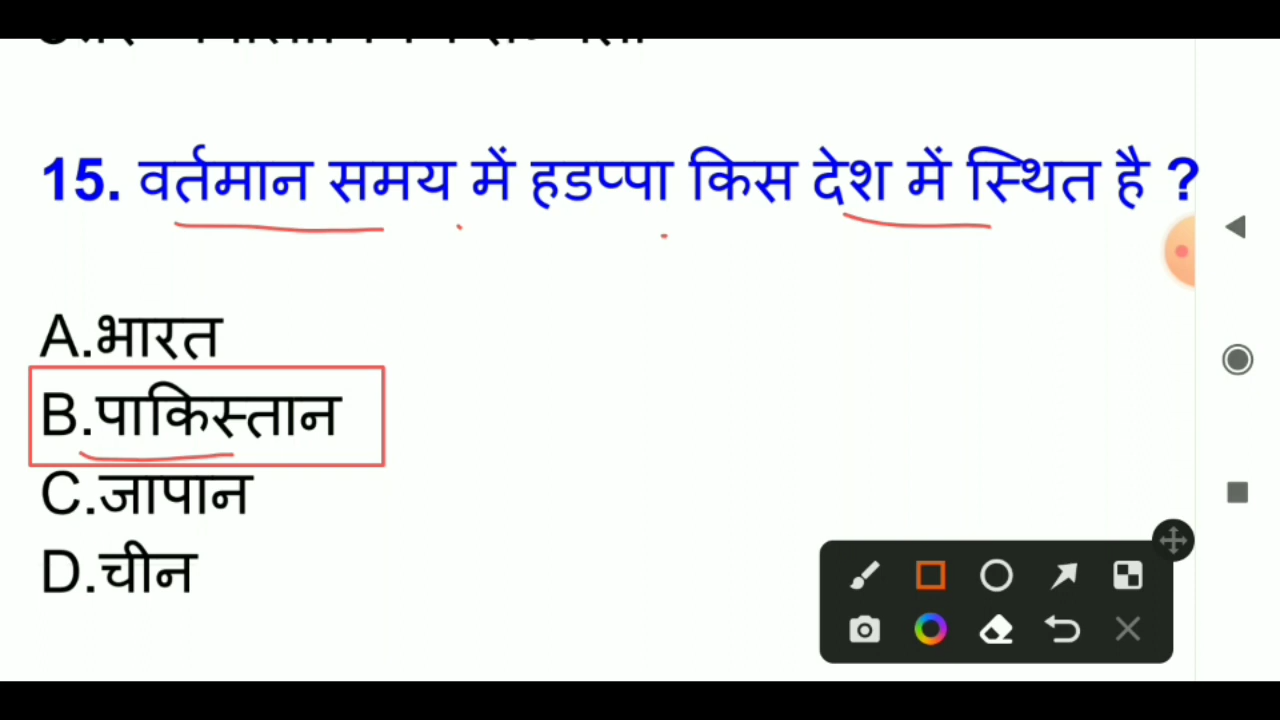 15. वर्तमान समय में हडप्पा किस देश में स्थित है ?
A.भारत
B.पाकिस्तान
C.जापान
D.चीन